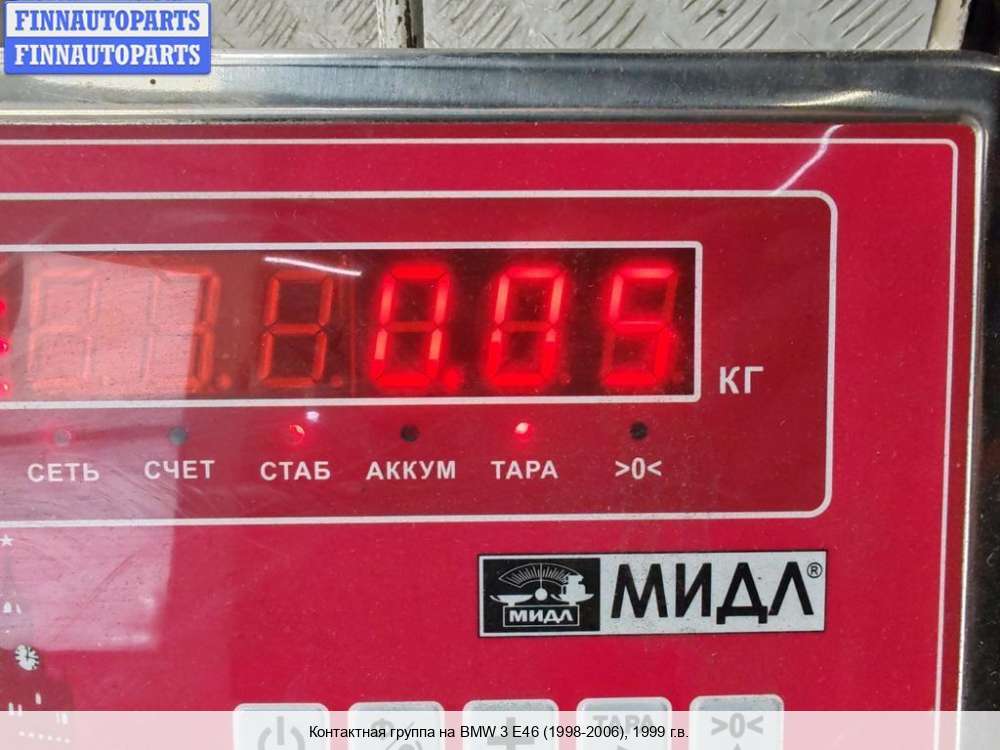 FINNAUTOPARTS
FINNAUTOPARTS
0.05
КГ
СЕТЬ СЧЕТ СТАБ АККУМ ТАРА >0<
МИДЛ МИДЛ®
ТАРА >0<
Контактная группа на BMW 3 E46 (1998-2006), 1999 г.в.